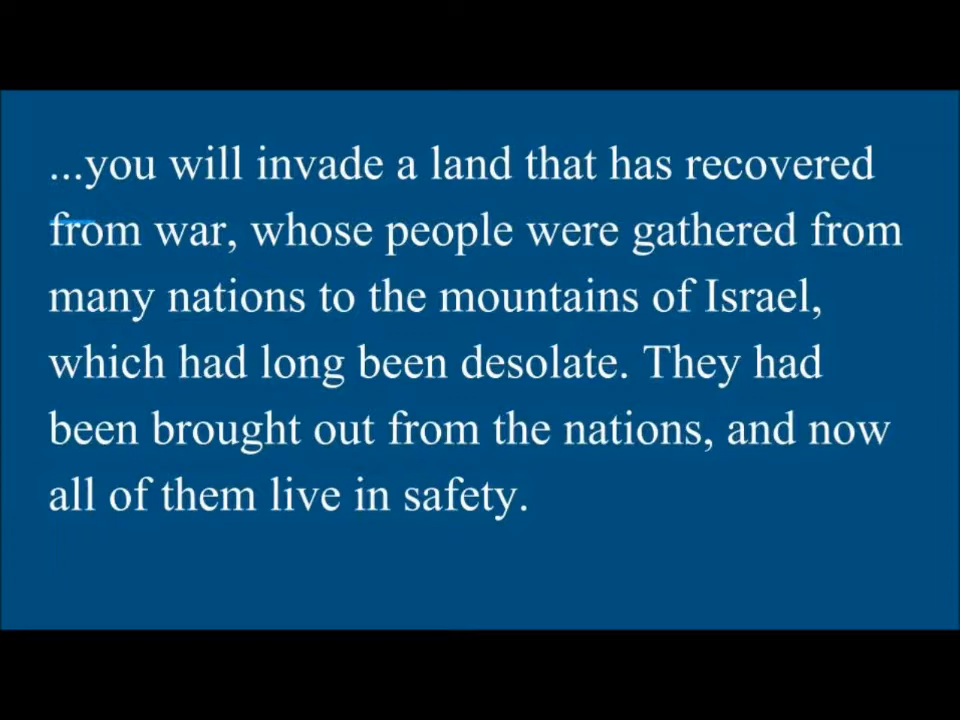 ...you will invade a land that has recovered
from war, whose people were gathered from
many nations to the mountains of Israel,
which had long been desolate. They had
been brought out from the nations, and now
all of them live in safety.